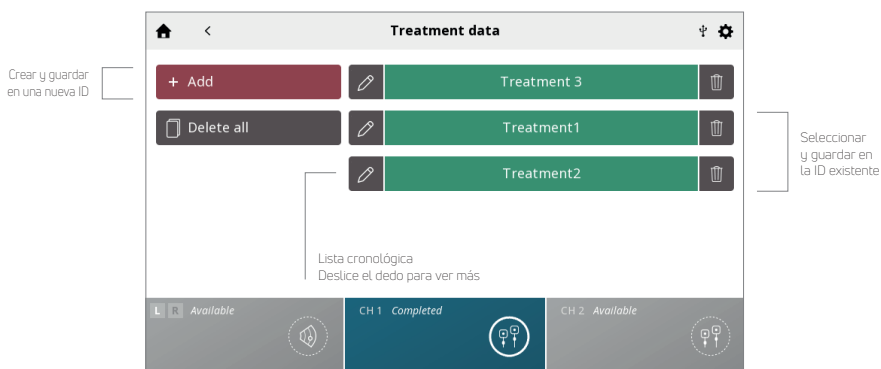 Treatment data
Crear y guardar
en una nueva ID
+ Add
Treatment 3
Delete all
Treatment1
Treatment2
Seleccionar
y guardar en
la ID existente
Lista cronológica
Deslice el dedo para ver más
L R Available
CH 1 Completed
CH 2 Available